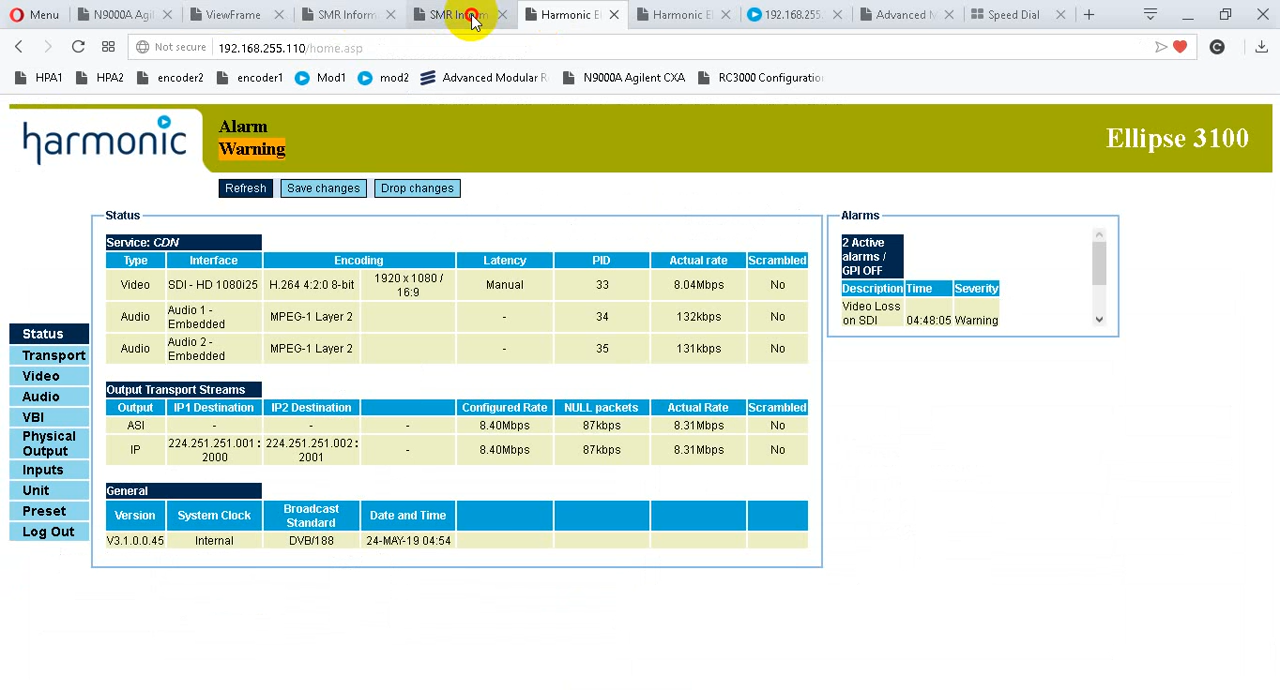 Menu
N9000A Agil
ViewFrame
SMR Inform
SMR Inform
Harmonic E
Harmonic E
192.168.255.
Advanced M
Speed Dial
Not secure
192.168.255.110/home.asp
HPA1
HPA2
encoder2
encoder1
Mod1
mod2
Advanced Modular R
N9000A Agilent CXA
RC3000 Configuratio
harmonic
Alarm
Warning
Ellipse 3100
Refresh
Save changes
Drop changes
Status
Transport
Video
Audio
VBI
Physical
Output
Inputs
Unit
Preset
Log Out
Status
Service: CDN
Type Interface Encoding Latency PID Actual rate Scrambled
Video SDI - HD 1080i25 H.264 4:2:0 8-bit 1920 x 1080 / 16:9 Manual 33 8.04Mbps No
Audio Audio 1 - Embedded MPEG-1 Layer 2 - 34 132kbps No
Audio Audio 2 - Embedded MPEG-1 Layer 2 - 35 131kbps No
Output Transport Streams
Output IP1 Destination IP2 Destination Configured Rate NULL packets Actual Rate Scrambled
ASI - - - 8.40Mbps 87kbps 8.31Mbps No
IP 224.251.251.001: 2000 224.251.251.002: 2001 - 8.40Mbps 87kbps 8.31Mbps No
General
Version System Clock Broadcast Standard Date and Time
V3.1.0.0.45 Internal DVB/188 24-MAY-19 04:54
Alarms
2 Active
alarms /
GPI OFF
Description Time Severity
Video Loss
on SDI 04:48:05 Warning